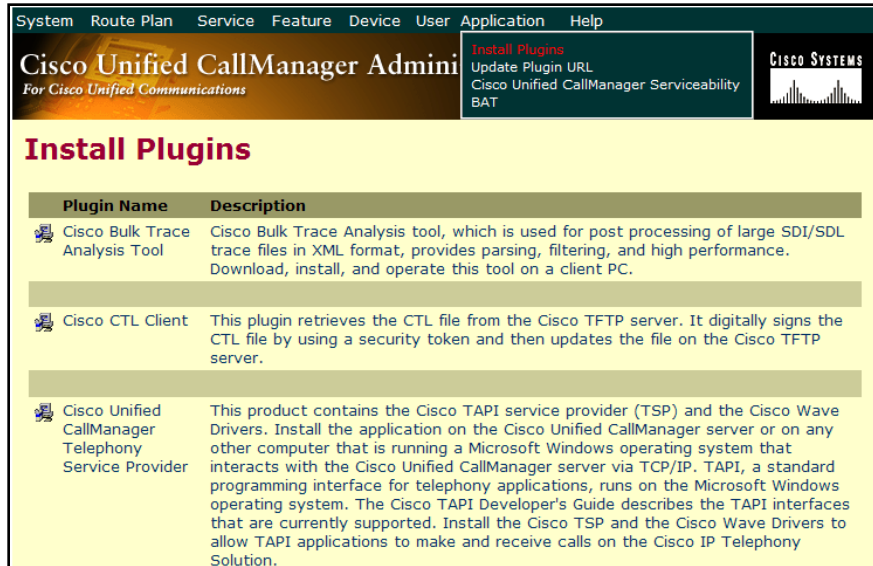 System Route Plan Service Feature Device User Application Help
Cisco Unified CallManager Admini
For Cisco Unified Communications
Install Plugins
Update Plugin URL
Cisco Unified CallManager Serviceability
BAT
CISCO SYSTEMS
Install Plugins
Plugin Name Description
Cisco Bulk Trace
Analysis Tool
Cisco Bulk Trace Analysis tool, which is used for post processing of large SDI/SDL
trace files in XML format, provides parsing, filtering, and high performance.
Download, install, and operate this tool on a client PC.
Cisco CTL Client
This plugin retrieves the CTL file from the Cisco TFTP server. It digitally signs the
CTL file by using a security token and then updates the file on the Cisco TFTP
server.
Cisco Unified
CallManager
Telephony
Service Provider
This product contains the Cisco TAPI service provider (TSP) and the Cisco Wave
Drivers. Install the application on the Cisco Unified CallManager server or on any
other computer that is running a Microsoft Windows operating system that
interacts with the Cisco Unified CallManager server via TCP/IP. TAPI, a standard
programming interface for telephony applications, runs on the Microsoft Windows
operating system. The Cisco TAPI Developer's Guide describes the TAPI interfaces
that are currently supported. Install the Cisco TSP and the Cisco Wave Drivers to
allow TAPI applications to make and receive calls on the Cisco IP Telephony
Solution.